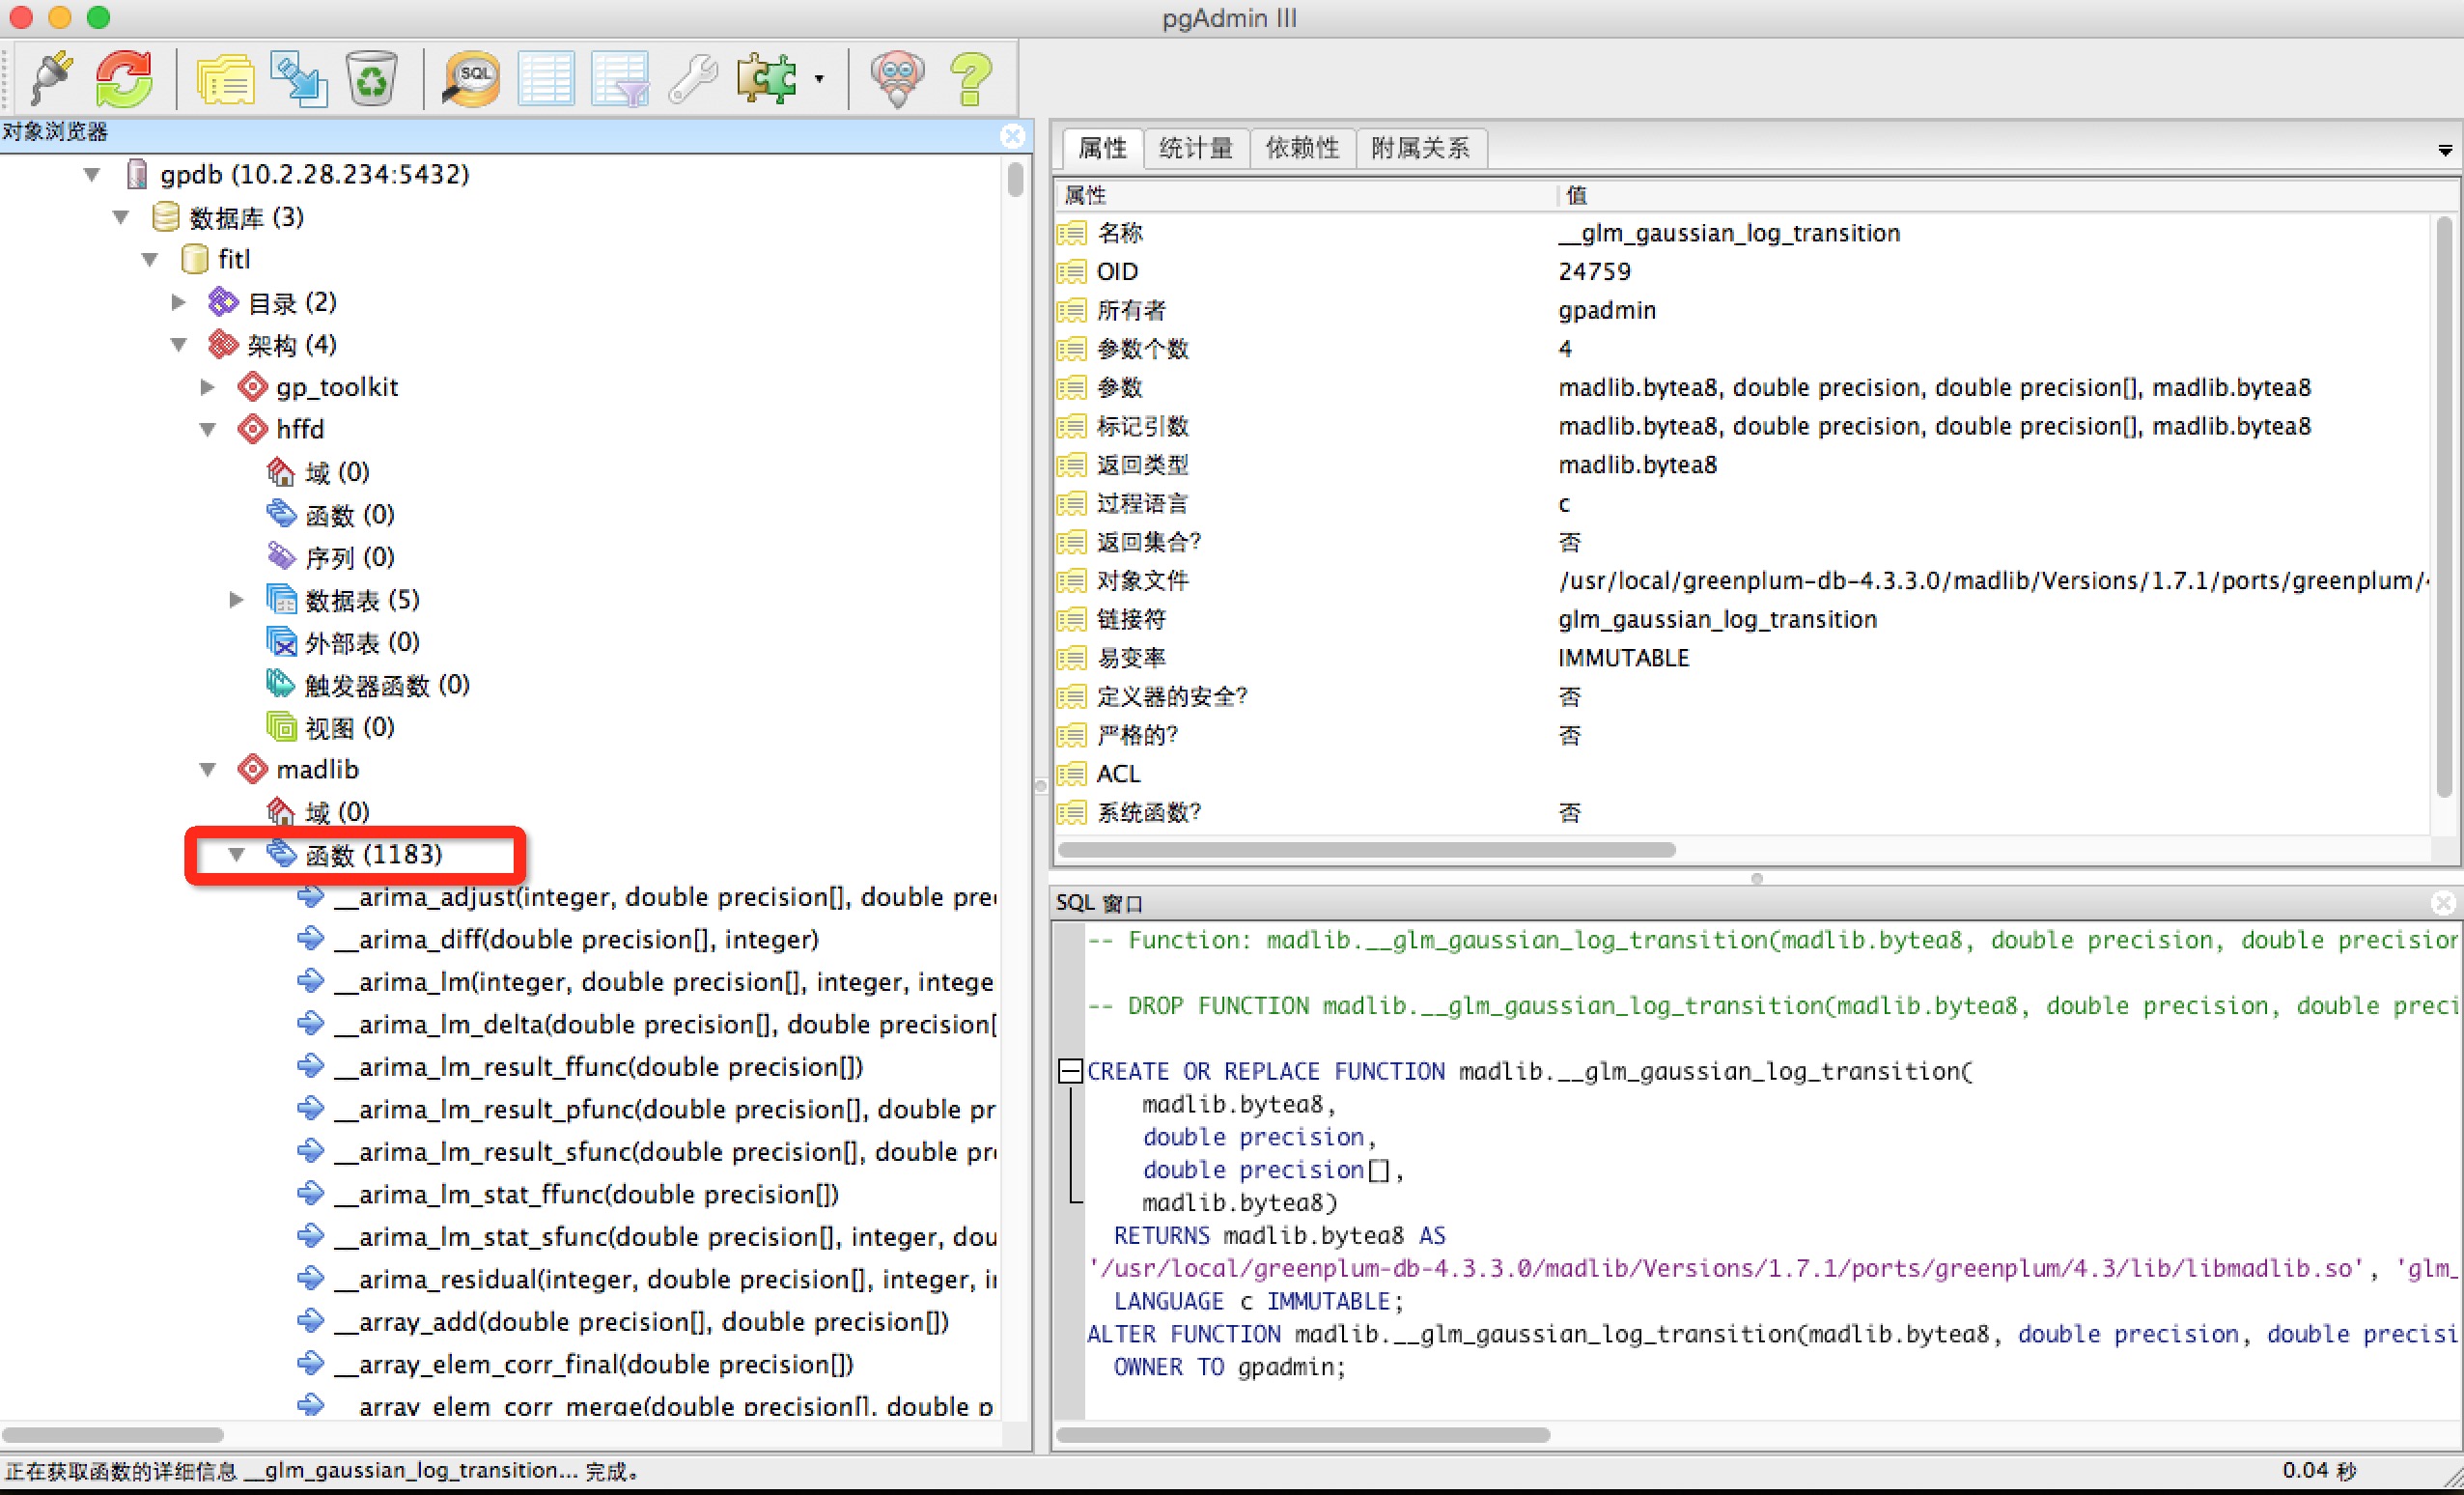 pgAdmin III
SQL
对象浏览器
gpdb (10.2.28.234:5432)
数据库 (3)
fitl
目录 (2)
架构 (4)
gp_toolkit
hffd
域 (0)
函数 (0)
序列 (0)
数据表 (5)
外部表 (0)
触发器函数 (0)
视图 (0)
madlib
域 (0)
函数 (1183)
__arima_adjust(integer, double precision[], double pre
__arima_diff(double precision[], integer)
__arima_lm(integer, double precision[], integer, intege
__arima_lm_delta(double precision[], double precision[
__arima_lm_result_ffunc(double precision[])
__arima_lm_result_pfunc(double precision[], double pr
__arima_lm_result_sfunc(double precision[], double pr
__arima_lm_stat_ffunc(double precision[])
__arima_lm_stat_sfunc(double precision[], integer, dou
__arima_residual(integer, double precision[], integer, i
__array_add(double precision[], double precision[])
__array_elem_corr_final(double precision[])
__array_elem_corr_merge(double precision[], double p
属性 统计量 依赖性 附属关系
属性 值
名称 __glm_gaussian_log_transition
OID 24759
所有者 gpadmin
参数个数 4
参数 madlib.bytea8, double precision, double precision[], madlib.bytea8
标记引数 madlib.bytea8, double precision, double precision[], madlib.bytea8
返回类型 madlib.bytea8
过程语言 c
返回集合? 否
对象文件 /usr/local/greenplum-db-4.3.3.0/madlib/Versions/1.7.1/ports/greenplum/
链接符 glm_gaussian_log_transition
易变率 IMMUTABLE
定义器的安全? 否
严格的? 否
ACL
系统函数? 否
SQL 窗口
-- Function: madlib.__glm_gaussian_log_transition(madlib.bytea8, double precision, double precision
-- DROP FUNCTION madlib.__glm_gaussian_log_transition(madlib.bytea8, double precision, double preci
CREATE OR REPLACE FUNCTION madlib.__glm_gaussian_log_transition(
madlib.bytea8,
double precision,
double precision[],
madlib.bytea8)
RETURNS madlib.bytea8 AS
'/usr/local/greenplum-db-4.3.3.0/madlib/Versions/1.7.1/ports/greenplum/4.3/lib/libmadlib.so', 'glm_
LANGUAGE c IMMUTABLE;
ALTER FUNCTION madlib.__glm_gaussian_log_transition(madlib.bytea8, double precision, double precisi
OWNER TO gpadmin;
正在获取函数的详细信息 __glm_gaussian_log_transition... 完成。
0.04 秒